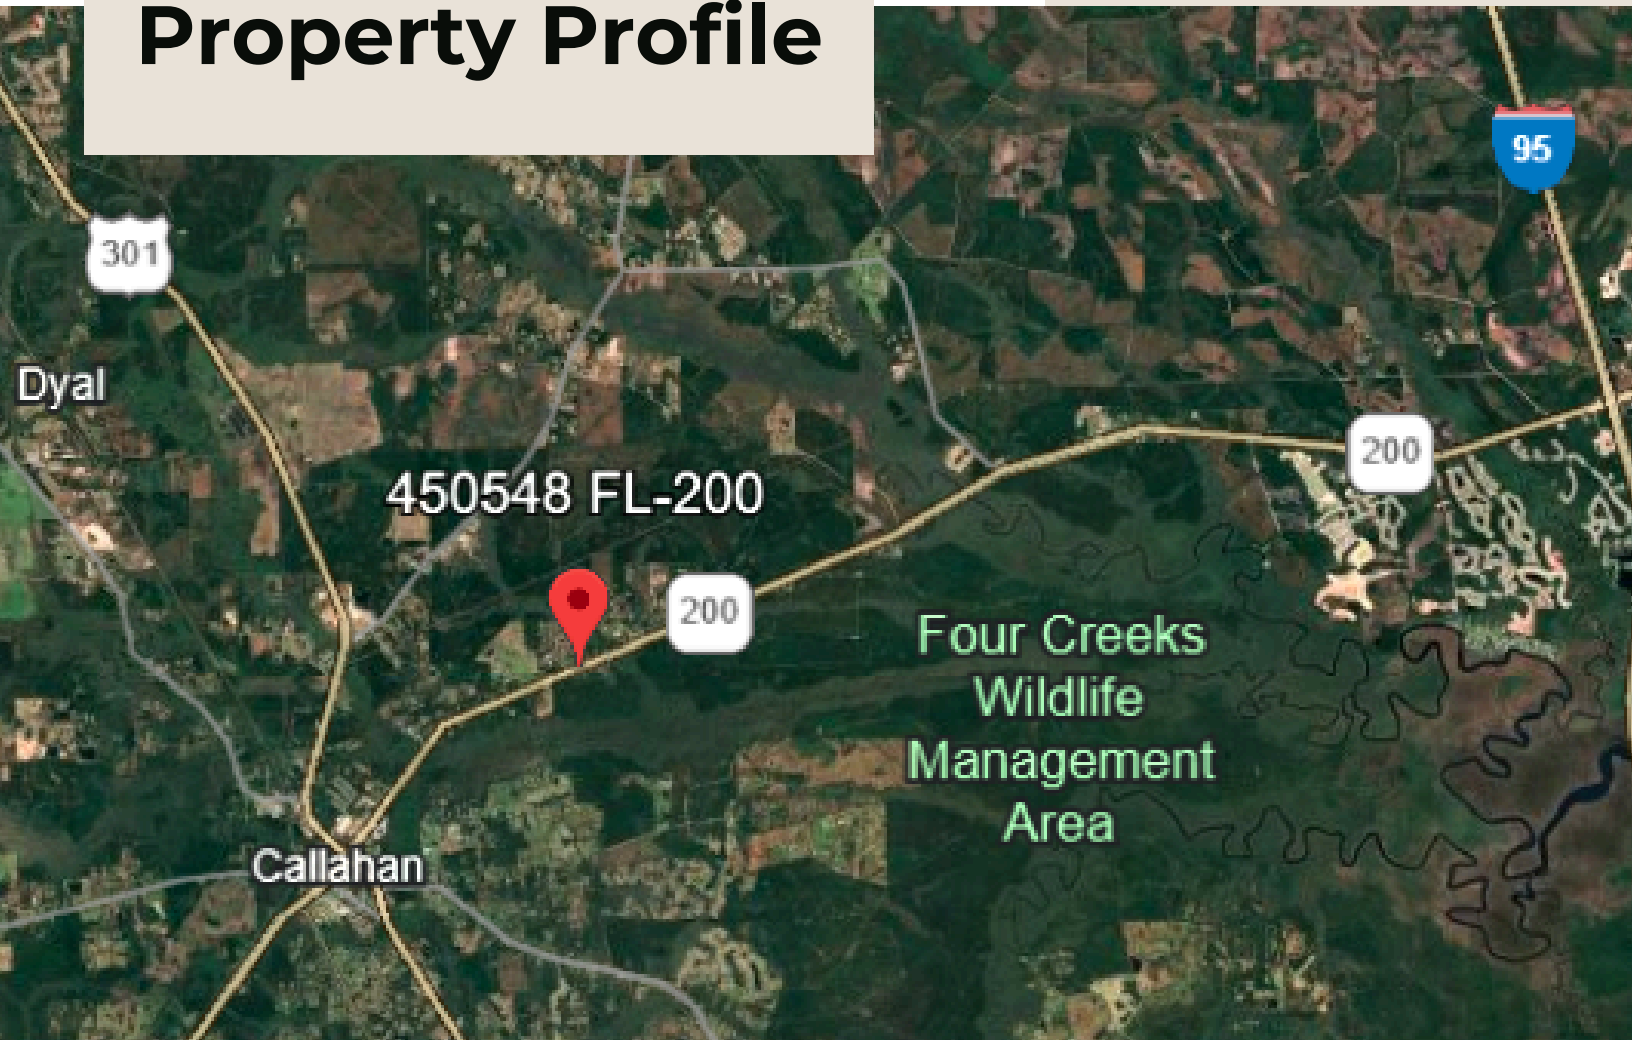 Property Profile
95
301
Dyal
200
450548 FL-200
200
Four Creeks
Wildlife
Management
Area
Callahan